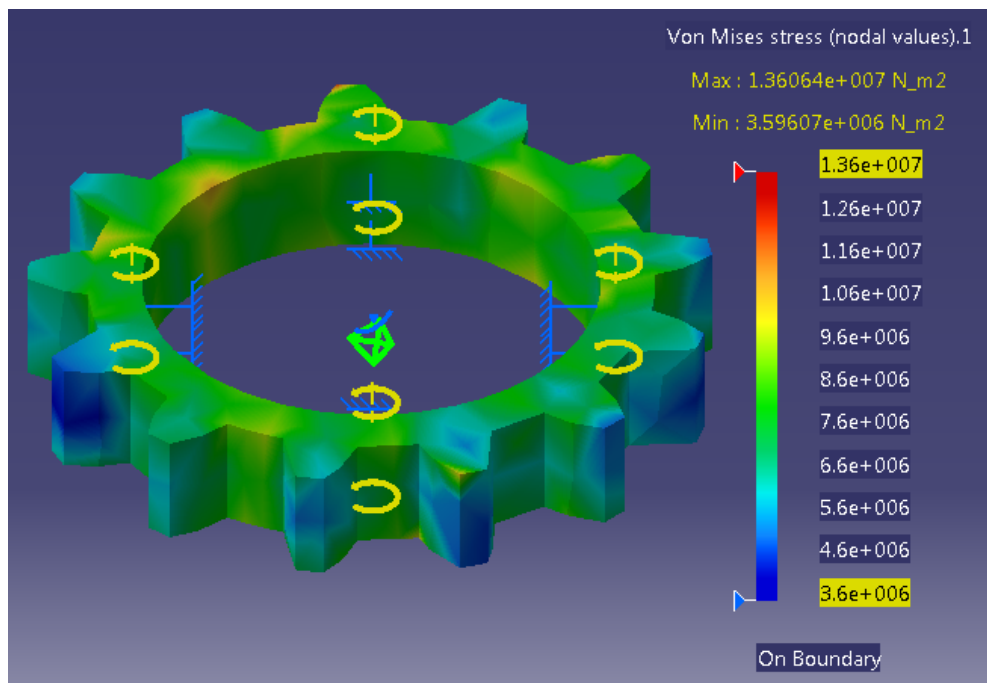 Von Mises stress (nodal values).1
Max : 1.36064e+007 N_m2
Min : 3.59607e+006 N_m2
1.36e+007
1.26e+007
1.16e+007
1.06e+007
9.6e+006
8.6e+006
7.6e+006
6.6e+006
5.6e+006
4.6e+006
3.6e+006
On Boundary